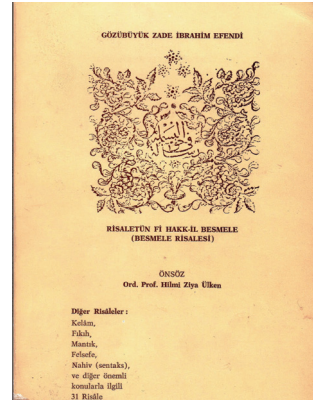 GÖZÜBÜYÜK ZADE İBRAHİM EFENDİ
RİSALETÜN Fİ HAKK-İL BESMELE
(BESMELE RİSALESİ)
ÖNSÖZ
Ord. Prof. Hilmi Ziya Ülken
Diğer Risâleler :
Kelâm,
Fıkıh,
Mantık,
Felsefe,
Nahiv (sentaks),
ve diğer önemli
konularla ilgili
31 Risâle